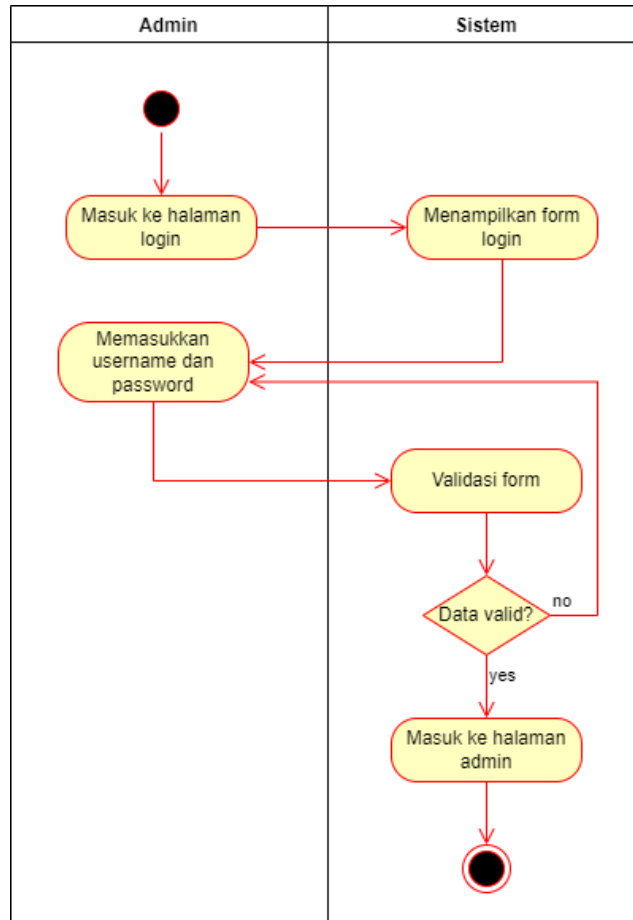 Admin
Sistem
Masuk ke halaman
login
Menampilkan form
login
Memasukkan
username dan
password
Validasi form
Data valid?
no
yes
Masuk ke halaman
admin